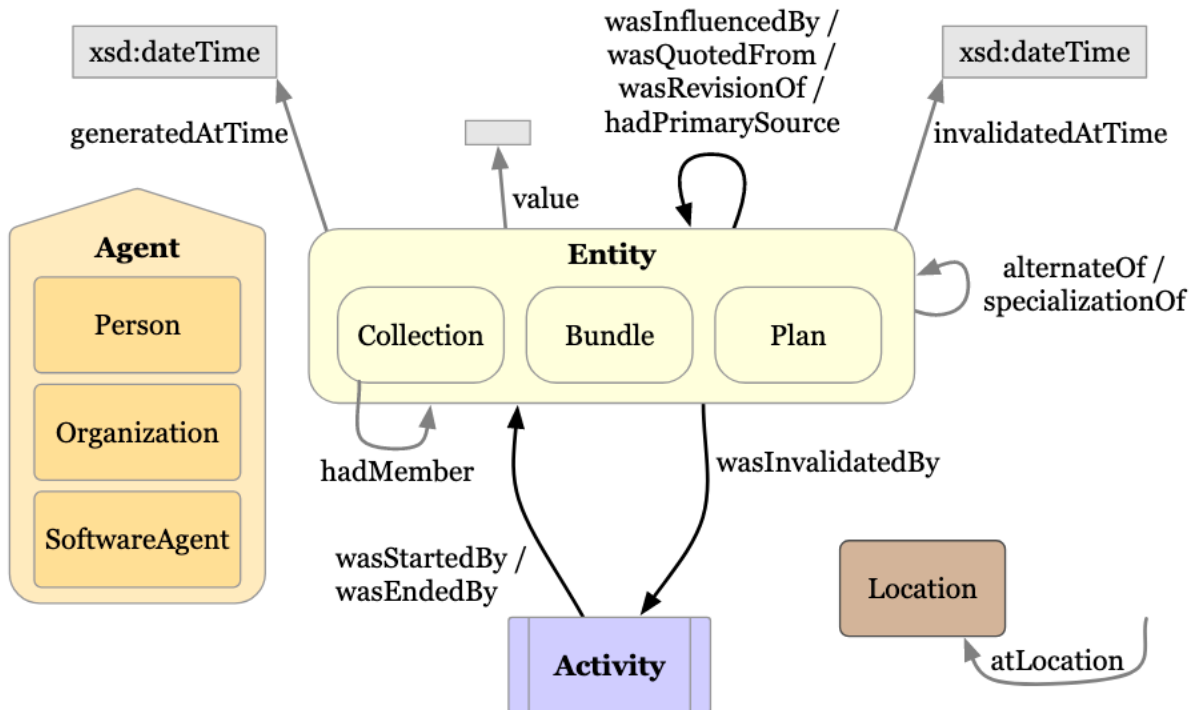 xsd:dateTime
wasInfluencedBy /
wasQuotedFrom /
wasRevisionOf /
hadPrimarySource
xsd:dateTime
generatedAtTime
invalidatedAtTime
value
Agent
Person
Organization
SoftwareAgent
Entity
Collection
Bundle
Plan
alternateOf /
specializationOf
hadMember
wasInvalidatedBy
wasStartedBy /
wasEndedBy
Activity
Location
atLocation